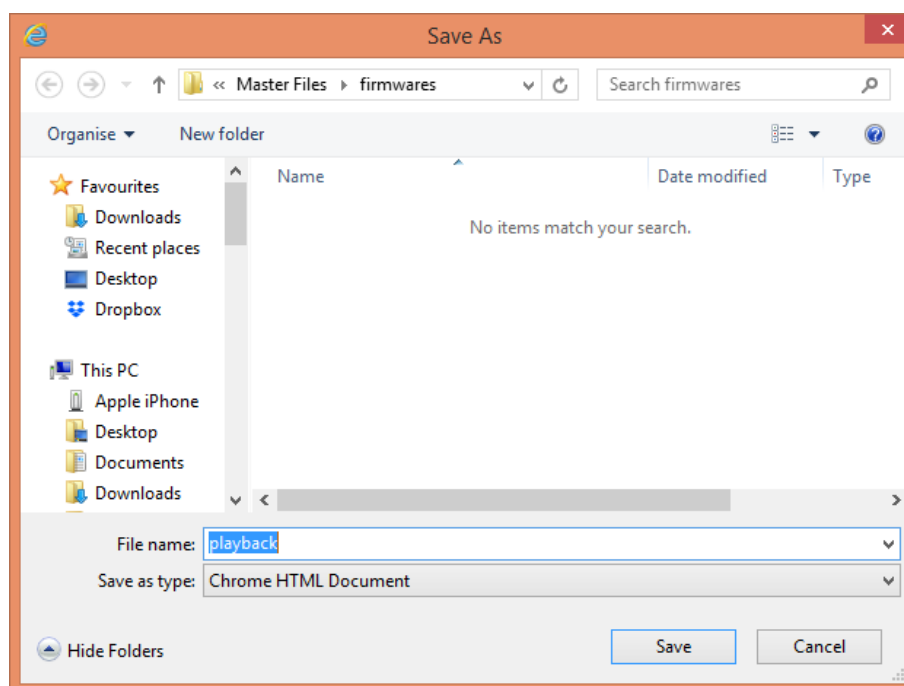 Save As
« Master Files firmwares
Search firmwares
Organise
New folder
Favourites
Downloads
Recent places
Desktop
Dropbox
This PC
Apple iPhone
Desktop
Documents
Downloads
Name
Date modified
Type
No items match your search.
File name: playback
Save as type: Chrome HTML Document
Hide Folders
Save
Cancel